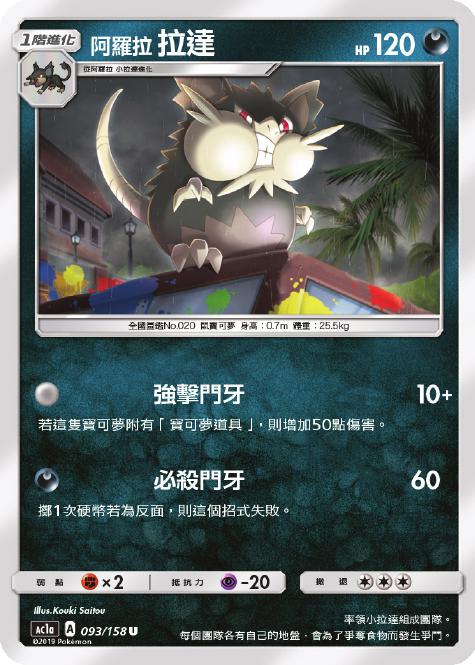 1階進化
阿羅拉 拉達
HP 120
從阿羅拉 小拉達進化
全國圖鑑No.020 鼠寶可夢 身高：0.7m 體重：25.5kg
強擊門牙 10+
若這隻寶可夢附有「寶可夢道具」，則增加50點傷害。
必殺門牙 60
擲1次硬幣若為反面，則這個招式失敗。
弱點 ×2 抵抗力 -20 撤退
Illus.Kouki Saitou
AC1a A 093/158 U
©2019 Pokémon
率領小拉達組成團隊。
每個團隊各有自己的地盤，會為了爭奪食物而發生爭鬥。